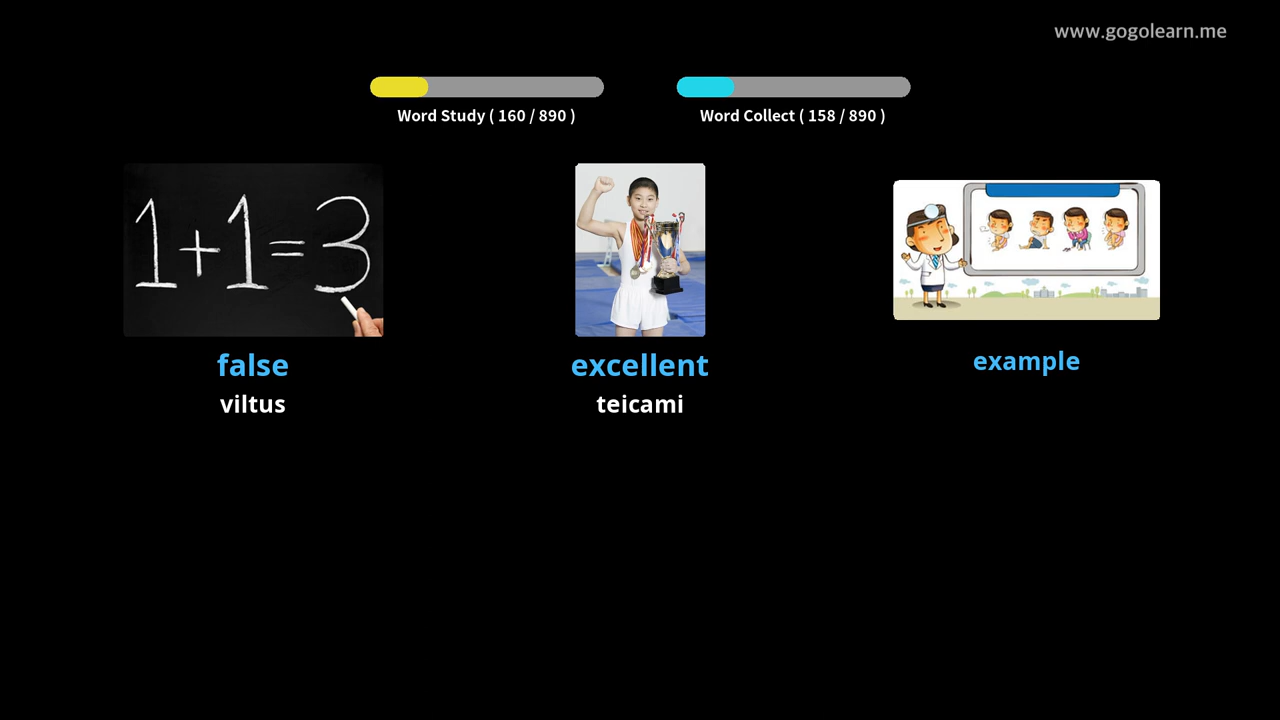 www.gogolearn.me
Word Study ( 160 / 890 )
Word Collect ( 158 / 890 )
1+1=3
false
viltus
excellent
teicami
example